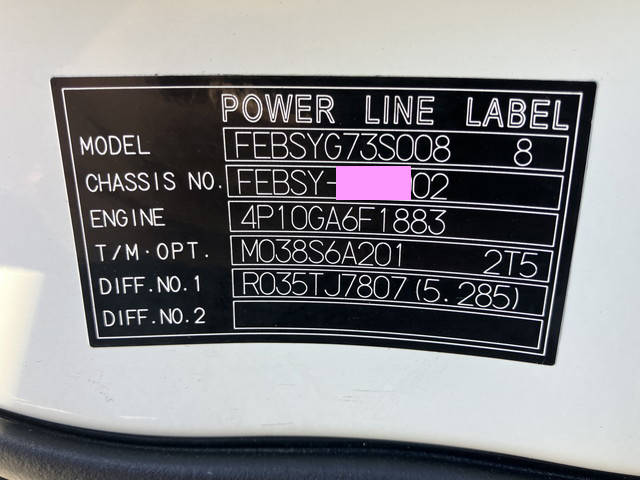 POWER LINE LABEL
MODEL FEBSYG73S008 8
CHASSIS NO. FEBSY- 02
ENGINE 4P10GA6F1883
T/M·OPT. M038S6A201 2T5
DIFF.NO.1 R035TJ7807(5.285)
DIFF.NO.2